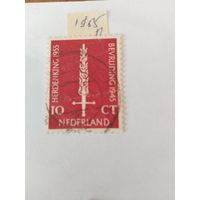 1955
HERDENKING 1955
BEVRIJDING 1945
10 CT
NEDERLAND